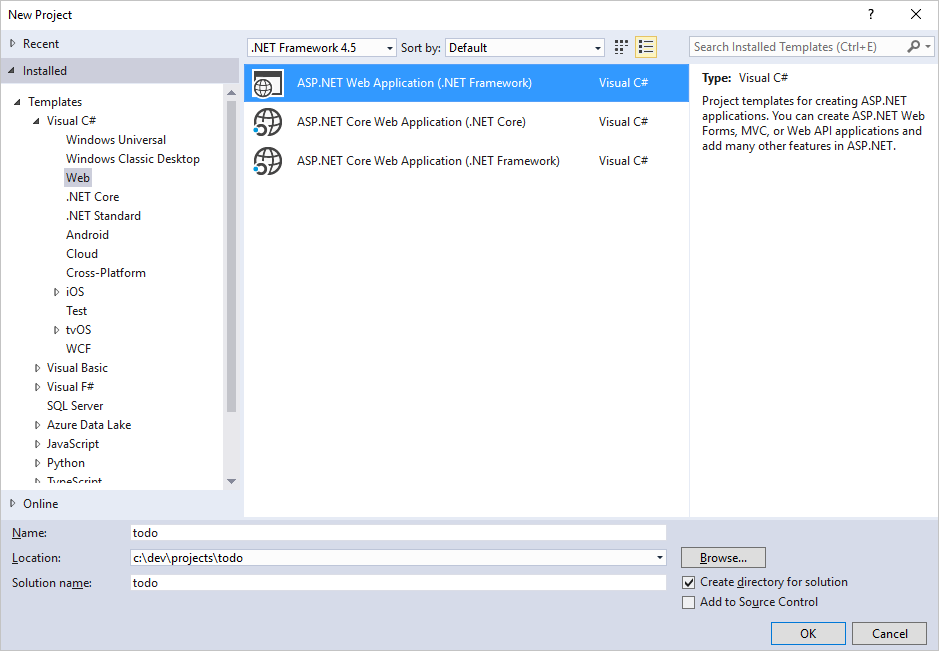 New Project
?
Recent
.NET Framework 4.5
Sort by:
Default
Search Installed Templates (Ctrl+E)
Installed
Templates
Visual C#
Windows Universal
Windows Classic Desktop
Web
.NET Core
.NET Standard
Android
Cloud
Cross-Platform
iOS
Test
tvOS
WCF
Visual Basic
Visual F#
SQL Server
Azure Data Lake
JavaScript
Python
TypeScript
Online
ASP.NET Web Application (.NET Framework) Visual C#
ASP.NET Core Web Application (.NET Core) Visual C#
ASP.NET Core Web Application (.NET Framework) Visual C#
Type: Visual C#
Project templates for creating ASP.NET
applications. You can create ASP.NET Web
Forms, MVC, or Web API applications and
add many other features in ASP.NET.
Name: todo
Location: c:\dev\projects\todo
Browse...
Solution name: todo
Create directory for solution
Add to Source Control
OK
Cancel